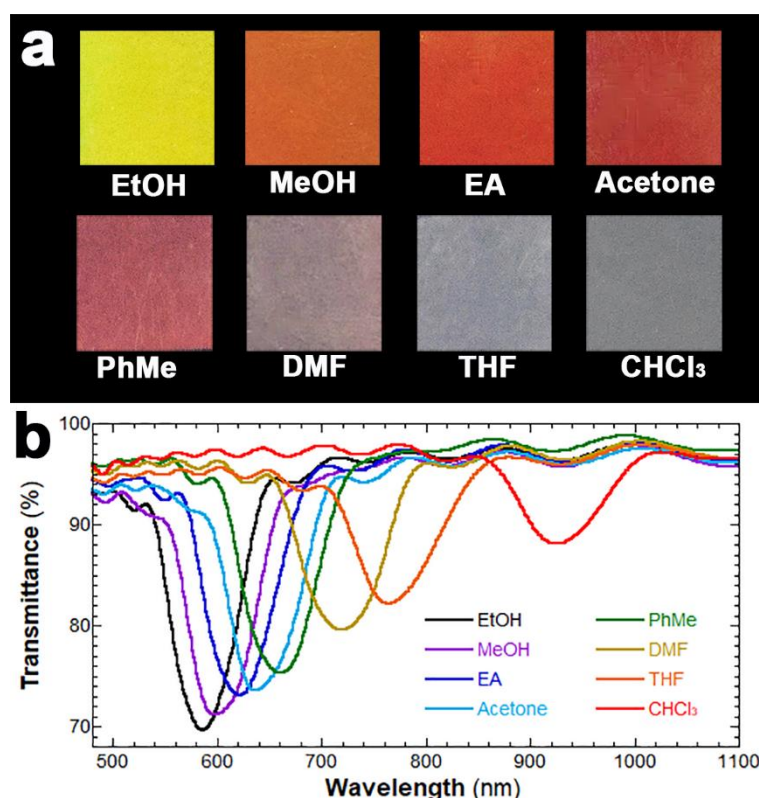 a
EtOH MeOH EA Acetone
PhMe DMF THF CHCl₃
b
100
90
80
70
Transmittance (%)
EtOH PhMe
MeOH DMF
EA THF
Acetone CHCl₃
500 600 700 800 900 1000 1100
Wavelength (nm)